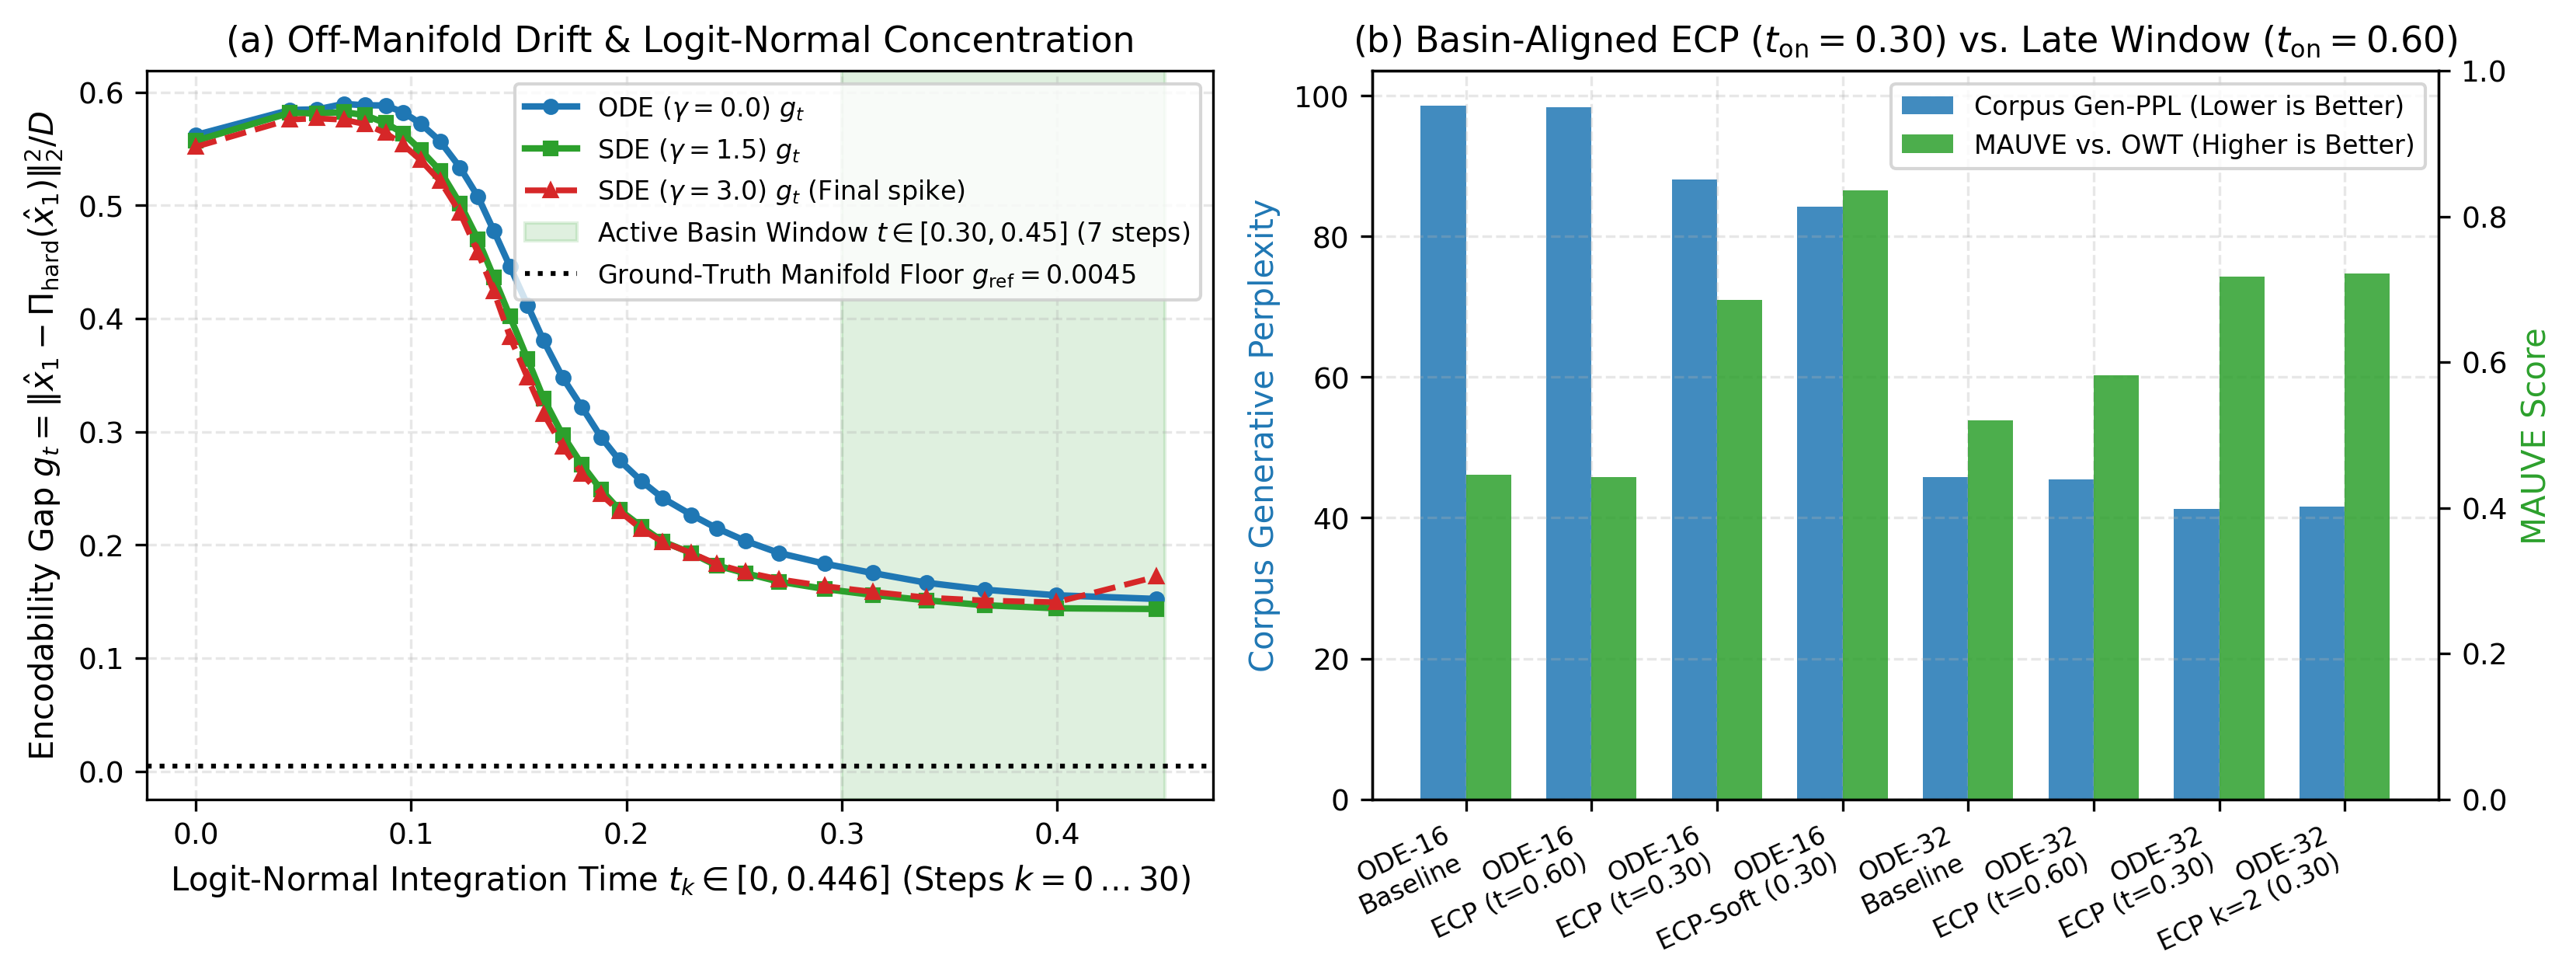 (a) Off-Manifold Drift & Logit-Normal Concentration
0.6
0.5
0.4
0.3
0.2
0.1
0.0
Encodability Gap g_t = ‖x̂_1 − Π_hard(x̂_1)‖_2^2/D
ODE (γ = 0.0) g_t
SDE (γ = 1.5) g_t
SDE (γ = 3.0) g_t (Final spike)
Active Basin Window t ∈ [0.30, 0.45] (7 steps)
Ground-Truth Manifold Floor g_ref = 0.0045
0.0 0.1 0.2 0.3 0.4
Logit-Normal Integration Time t_k ∈ [0, 0.446] (Steps k = 0 … 30)
(b) Basin-Aligned ECP (t_on = 0.30) vs. Late Window (t_on = 0.60)
100
80
60
40
20
0
Corpus Generative Perplexity
Corpus Gen-PPL (Lower is Better)
MAUVE vs. OWT (Higher is Better)
1.0
0.8
0.6
0.4
0.2
0.0
MAUVE Score
ODE-16
Baseline
ODE-16
ECP (t=0.60)
ODE-16
ECP (t=0.30)
ODE-16
ECP-Soft (0.30)
ODE-32
Baseline
ODE-32
ECP (t=0.60)
ODE-32
ECP (t=0.30)
ODE-32
ECP k=2 (0.30)